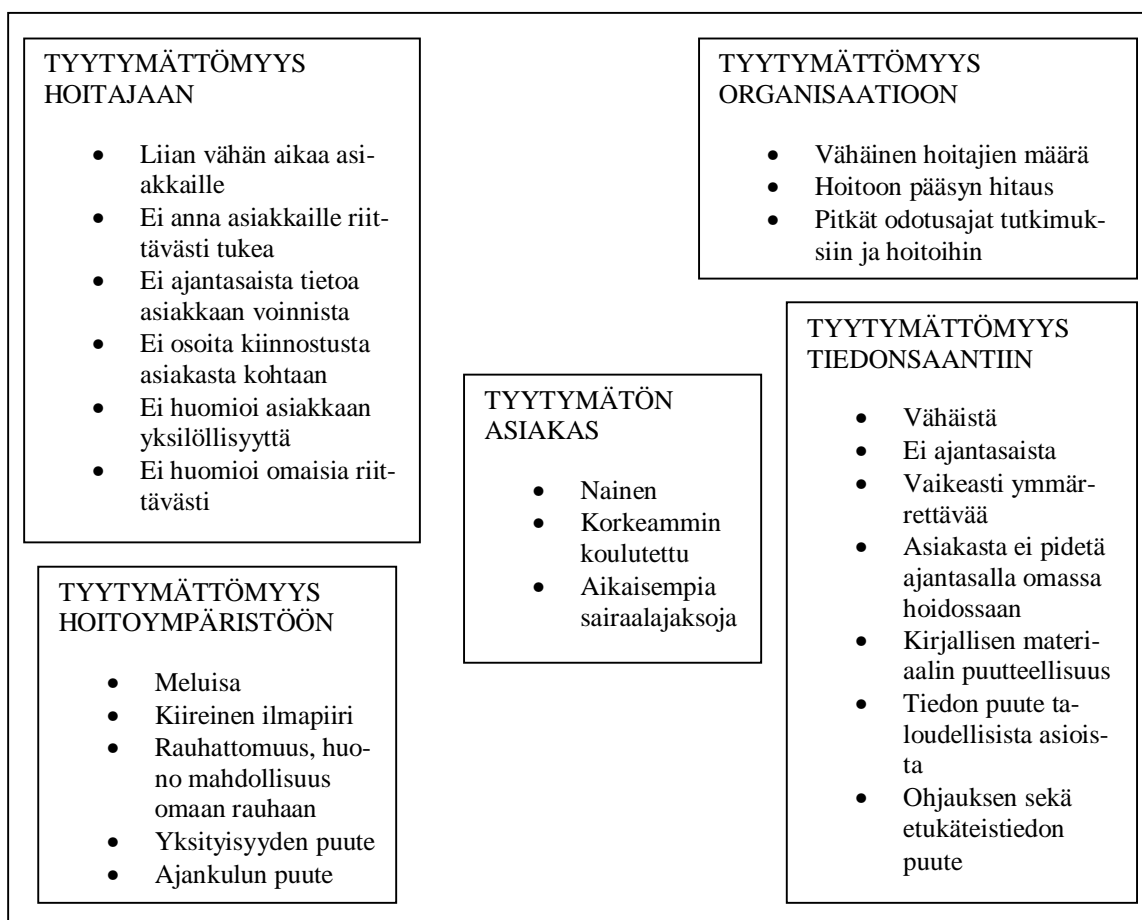 TYYTYMÄTTÖMYYS
HOITAJAAN
• Liian vähän aikaa asi-
akkaille
• Ei anna asiakkaille riit-
tävästi tukea
• Ei ajantasaista tietoa
asiakkaan voinnista
• Ei osoita kiinnostusta
asiakasta kohtaan
• Ei huomioi asiakkaan
yksilöllisyyttä
• Ei huomioi omaisia riit-
tävästi
TYYTYMÄTTÖMYYS
ORGANISAATIOON
• Vähäinen hoitajien määrä
• Hoitoon pääsyn hitaus
• Pitkät odotusajat tutkimuk-
siin ja hoitoihin
TYYTYMÄTÖN
ASIAKAS
• Nainen
• Korkeammin
koulutettu
• Aikaisempia
sairaalajaksoja
TYYTYMÄTTÖMYYS
TIEDONSAANTIIN
• Vähäistä
• Ei ajantasaista
• Vaikeasti ymmär-
rettävää
• Asiakasta ei pidetä
ajantasalla omassa
hoidossaan
• Kirjallisen materi-
aalin puutteellisuus
• Tiedon puute ta-
loudellisista asiois-
ta
• Ohjauksen sekä
etukäteistiedon
puute
TYYTYMÄTTÖMYYS
HOITOYMPÄRISTÖÖN
• Meluisa
• Kiireinen ilmapiiri
• Rauhattomuus, huo-
no mahdollisuus
omaan rauhaan
• Yksityisyyden puute
• Ajankulun puute